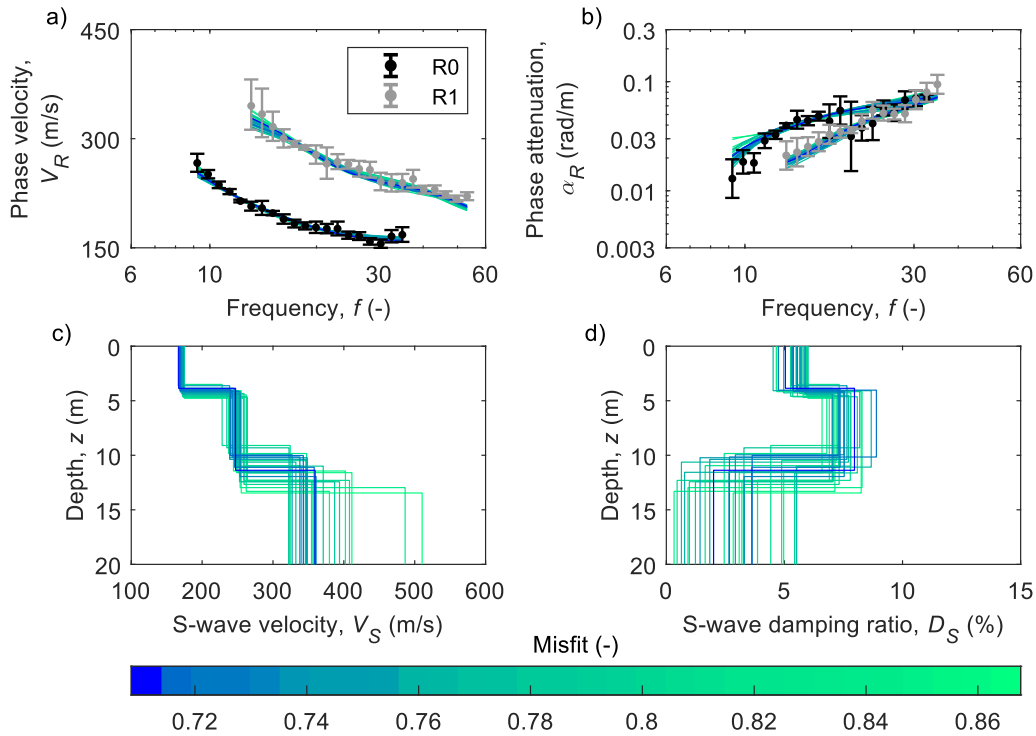 a)
450
300
150
6
10
30
60
Phase velocity,
V_R (m/s)
Frequency, f (-)
R0
R1
b)
0.1
0.03
0.01
0.003
6
10
30
60
Phase attenuation,
α_R (rad/m)
Frequency, f (-)
c)
0
5
10
15
20
100
200
300
400
500
600
Depth, z (m)
S-wave velocity, V_S (m/s)
d)
0
5
10
15
20
0
5
10
15
Depth, z (m)
S-wave damping ratio, D_S (%)
Misfit (-)
0.72
0.74
0.76
0.78
0.8
0.82
0.84
0.86